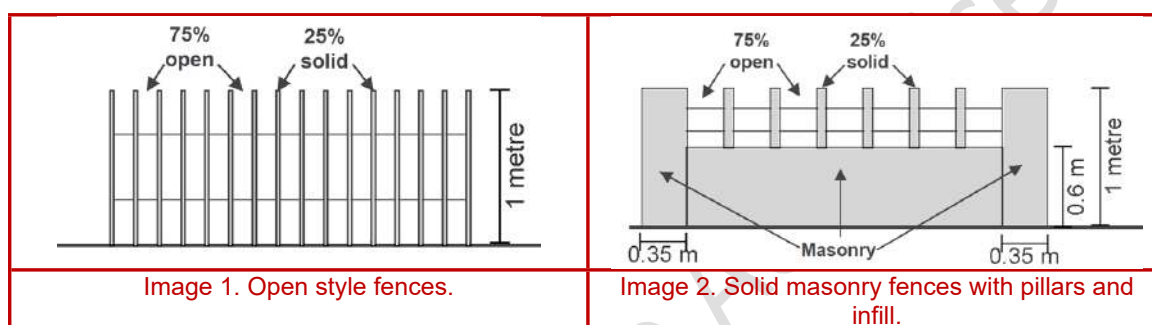 75%
open
25%
solid
1 metre
Image 1. Open style fences.
75%
open
25%
solid
0.6 m
1 metre
0.35 m
Masonry
0.35 m
Image 2. Solid masonry fences with pillars and
infill.